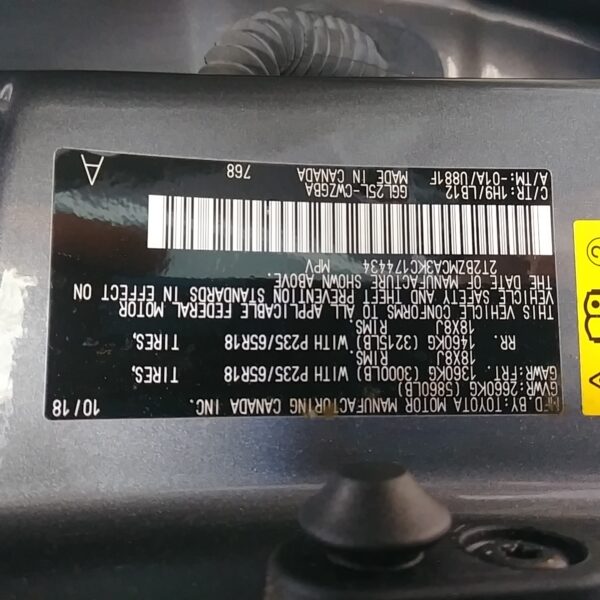 MFD.BY:TOYOTA MOTOR MANUFACTURING CANADA INC. 10/18
GVWR:2660KG(5860LB)
GAWR:FRT. 1360KG(3000LB) WITH P235/65R18 TIRES,
18X8J RIMS
RR. 1460KG(3215LB) WITH P235/65R18 TIRES,
18X8J RIMS
THIS VEHICLE CONFORMS TO ALL APPLICABLE FEDERAL MOTOR
VEHICLE SAFETY AND THEFT PREVENTION STANDARDS IN EFFECT ON
THE DATE OF MANUFACTURE SHOWN ABOVE.
2T2BZMCA3KC174434 MPV
C/TR:1H9/LB12 GGL25L-CWZGBA 768 A
A/TM:-01A/U881F MADE IN CANADA